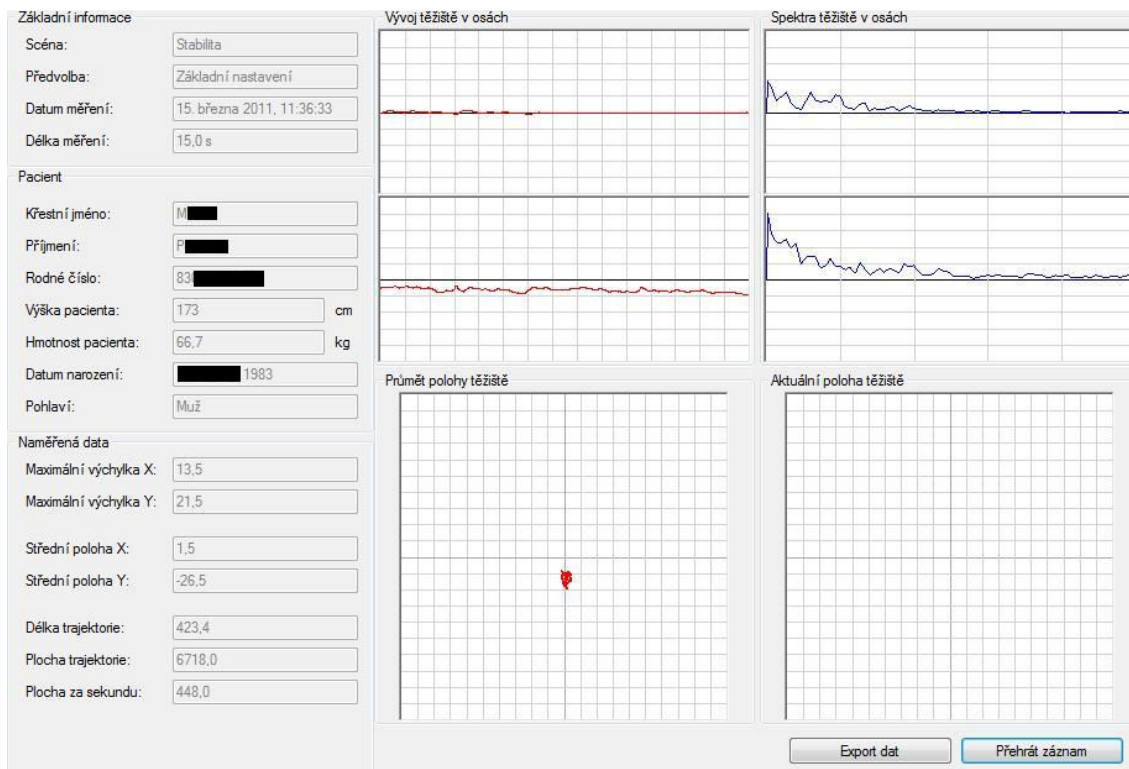 Základní informace
Scéna: Stabilita
Předvolba: Základní nastavení
Datum měření: 15. března 2011, 11:36:33
Délka měření: 15,0 s
Pacient
Křestní jméno: M
Příjmení: P
Rodné číslo: 83
Výška pacienta: 173 cm
Hmotnost pacienta: 66,7 kg
Datum narození: 1983
Pohlaví: Muž
Naměřená data
Maximální výchylka X: 13,5
Maximální výchylka Y: 21,5
Střední poloha X: 1,5
Střední poloha Y: -26,5
Délka trajektorie: 423,4
Plocha trajektorie: 6718,0
Plocha za sekundu: 448,0
Vývoj těžiště v osách
Spektra těžiště v osách
Průmět polohy těžiště
Aktuální poloha těžiště
Export dat
Přehrát záznam